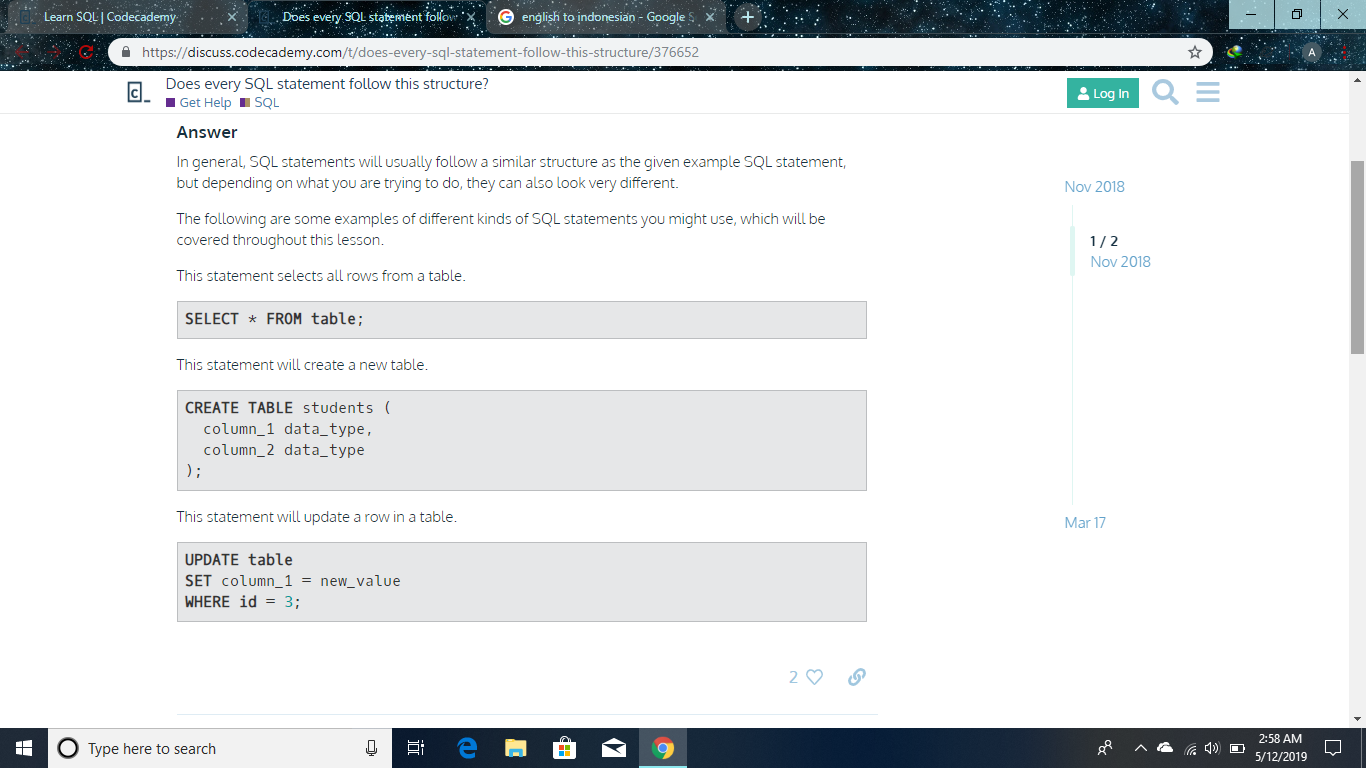 Learn SQL | Codecademy
Does every SQL statement follow
english to indonesian - Google S
https://discuss.codecademy.com/t/does-every-sql-statement-follow-this-structure/376652
A
Does every SQL statement follow this structure?
Get Help SQL
Log In
Answer
In general, SQL statements will usually follow a similar structure as the given example SQL statement,
but depending on what you are trying to do, they can also look very different.
The following are some examples of different kinds of SQL statements you might use, which will be
covered throughout this lesson.
This statement selects all rows from a table.
SELECT * FROM table;
This statement will create a new table.
CREATE TABLE students (
column_1 data_type,
column_2 data_type
);
This statement will update a row in a table.
UPDATE table
SET column_1 = new_value
WHERE id = 3;
2
Nov 2018
1 / 2
Nov 2018
Mar 17
Type here to search
2:58 AM
5/12/2019